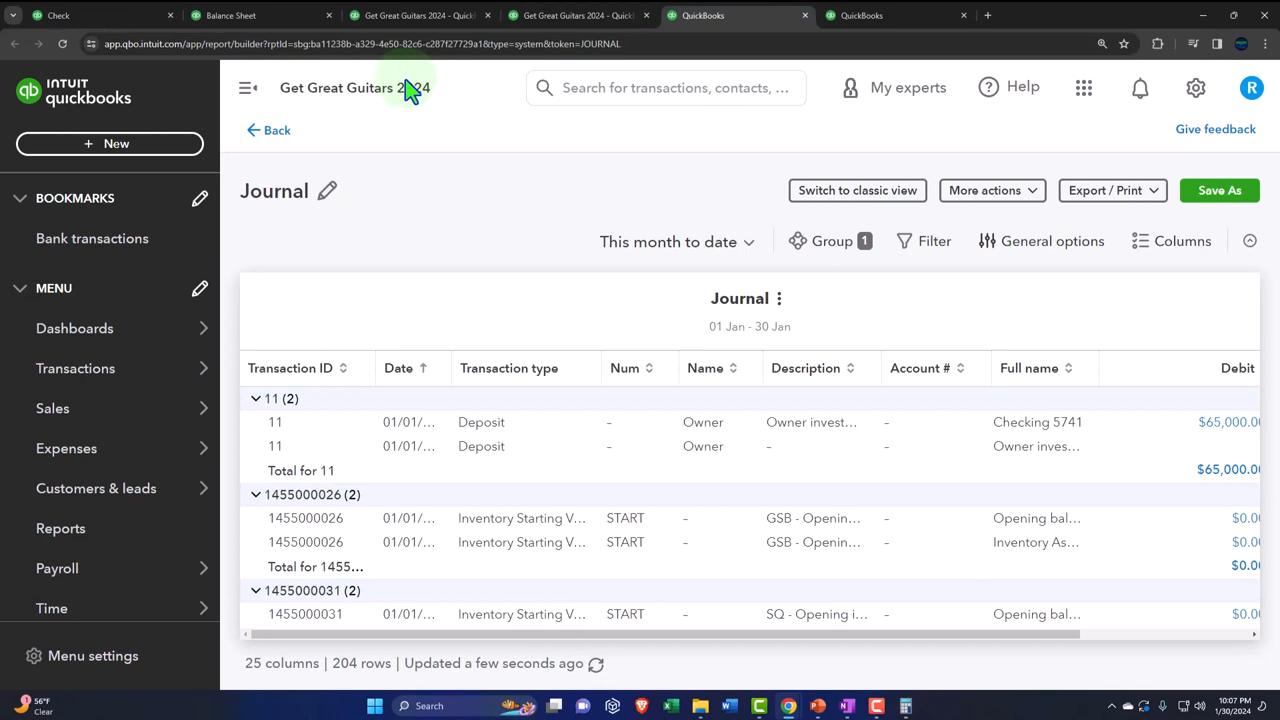 Check
Balance Sheet
Get Great Guitars 2024 - Quick
Get Great Guitars 2024 - Quick
QuickBooks
QuickBooks
app.qbo.intuit.com/app/report/builder?rptId=sbg:ba11238b-a329-4e50-82c6-c287f27729a1&type=system&token=JOURNAL
INTUIT
quickbooks
Get Great Guitars 2024
Search for transactions, contacts, ...
My experts
Help
R
Back
Give feedback
+ New
BOOKMARKS
Bank transactions
MENU
Dashboards
Transactions
Sales
Expenses
Customers & leads
Reports
Payroll
Time
Menu settings
Journal
Switch to classic view
More actions
Export / Print
Save As
This month to date
Group 1
Filter
General options
Columns
Journal
01 Jan - 30 Jan
Transaction ID Date Transaction type Num Name Description Account # Full name Debit
11 (2)
11 01/01/... Deposit – Owner Owner invest... – Checking 5741 $65,000.0
11 01/01/... Deposit – Owner – – Owner inves...
Total for 11 $65,000.0
1455000026 (2)
1455000026 01/01/... Inventory Starting V... START – GSB - Openin... – Opening bal... $0.0
1455000026 01/01/... Inventory Starting V... START – GSB - Openin... – Inventory As... $0.0
Total for 1455... $0.0
1455000031 (2)
1455000031 01/01/... Inventory Starting V... START – SQ - Opening i... – Opening bal... $0.0
25 columns | 204 rows | Updated a few seconds ago
56°F
Clear
Search
10:07 PM
1/30/2024